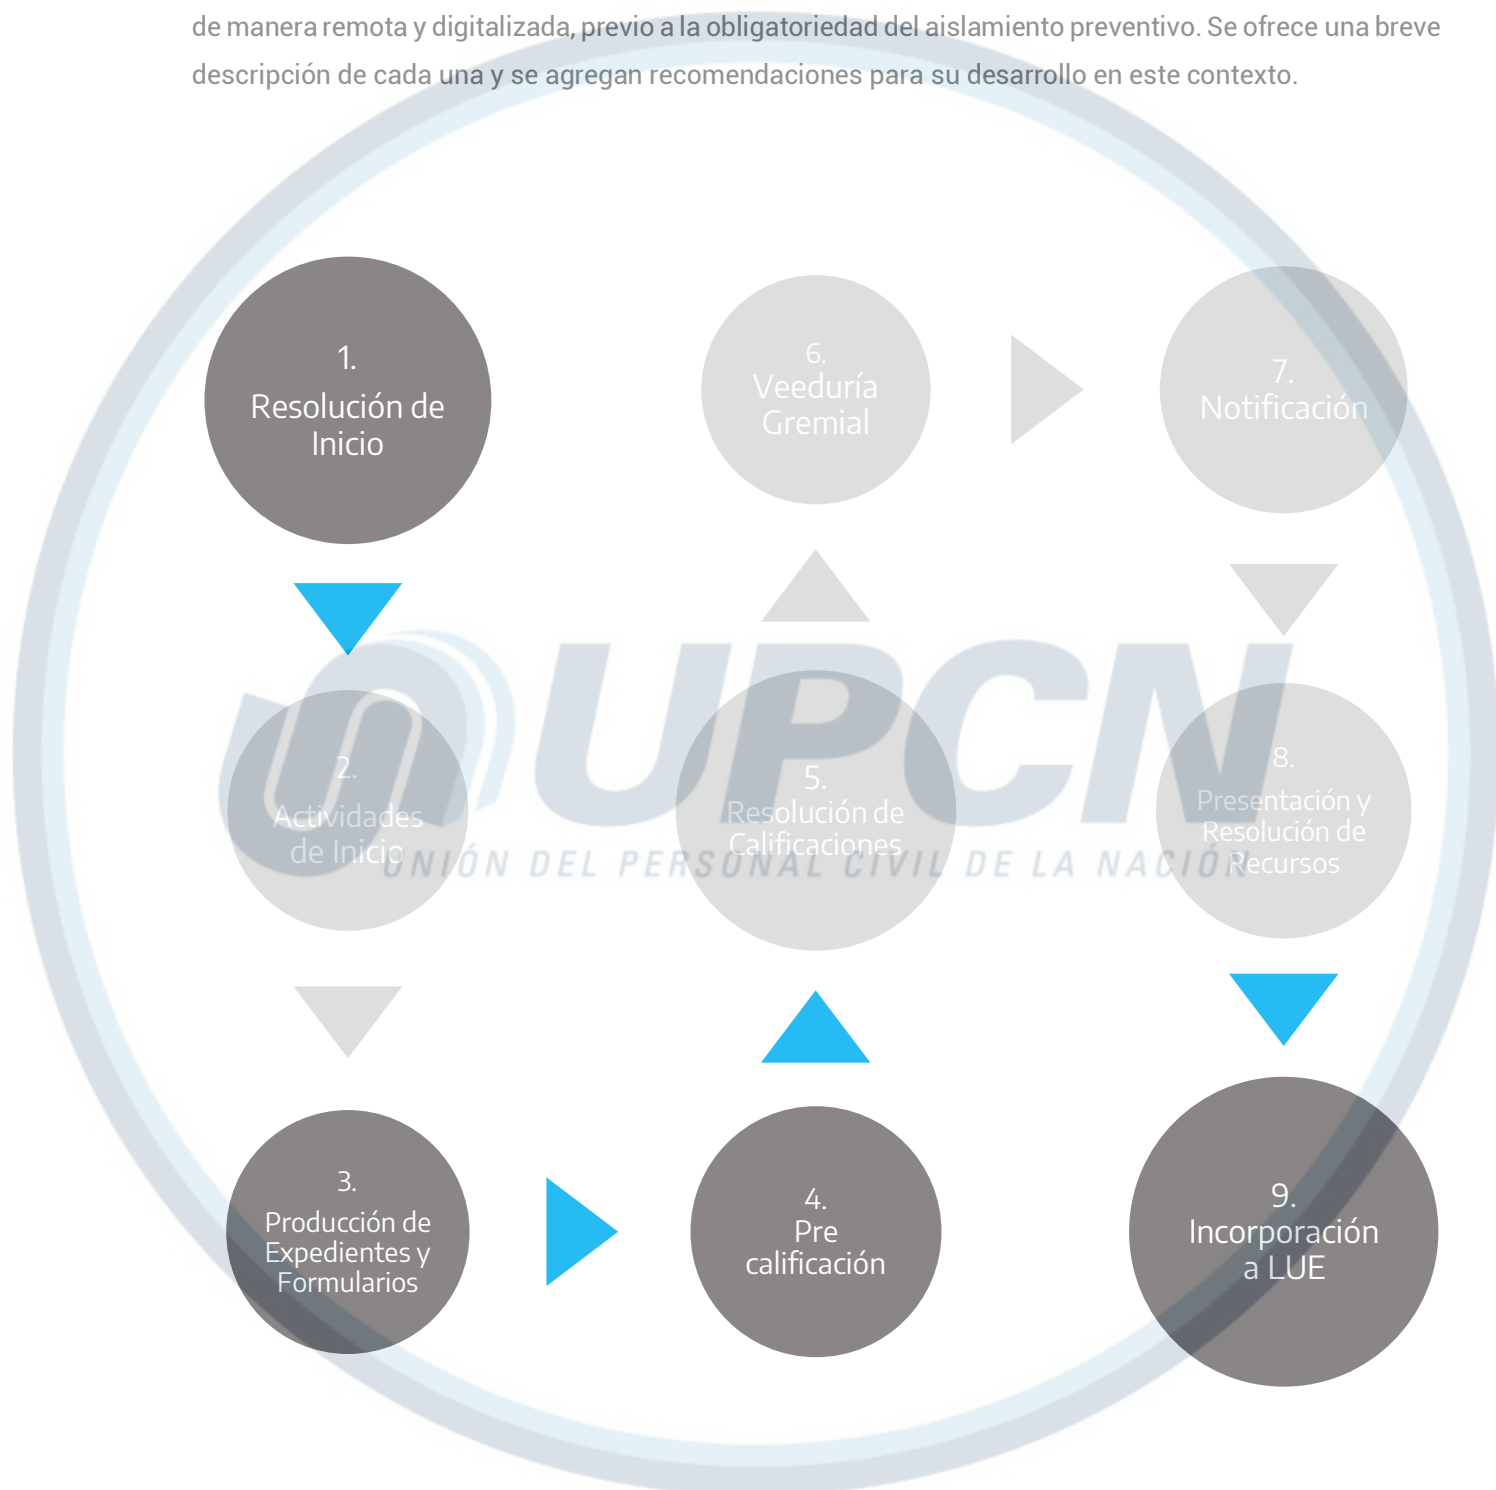 de manera remota y digitalizada, previo a la obligatoriedad del aislamiento preventivo. Se ofrece una breve
descripción de cada una y se agregan recomendaciones para su desarrollo en este contexto.
1.
Resolución de
Inicio
2.
Actividades
de Inicio
3.
Producción de
Expedientes y
Formularios
4.
Pre
calificación
5.
Resolución de
Calificaciones
6.
Veeduría
Gremial
7.
Notificación
8.
Presentación y
Resolución de
Recursos
9.
Incorporación
a LUE
UPCN
UNIÓN DEL PERSONAL CIVIL DE LA NACIÓN